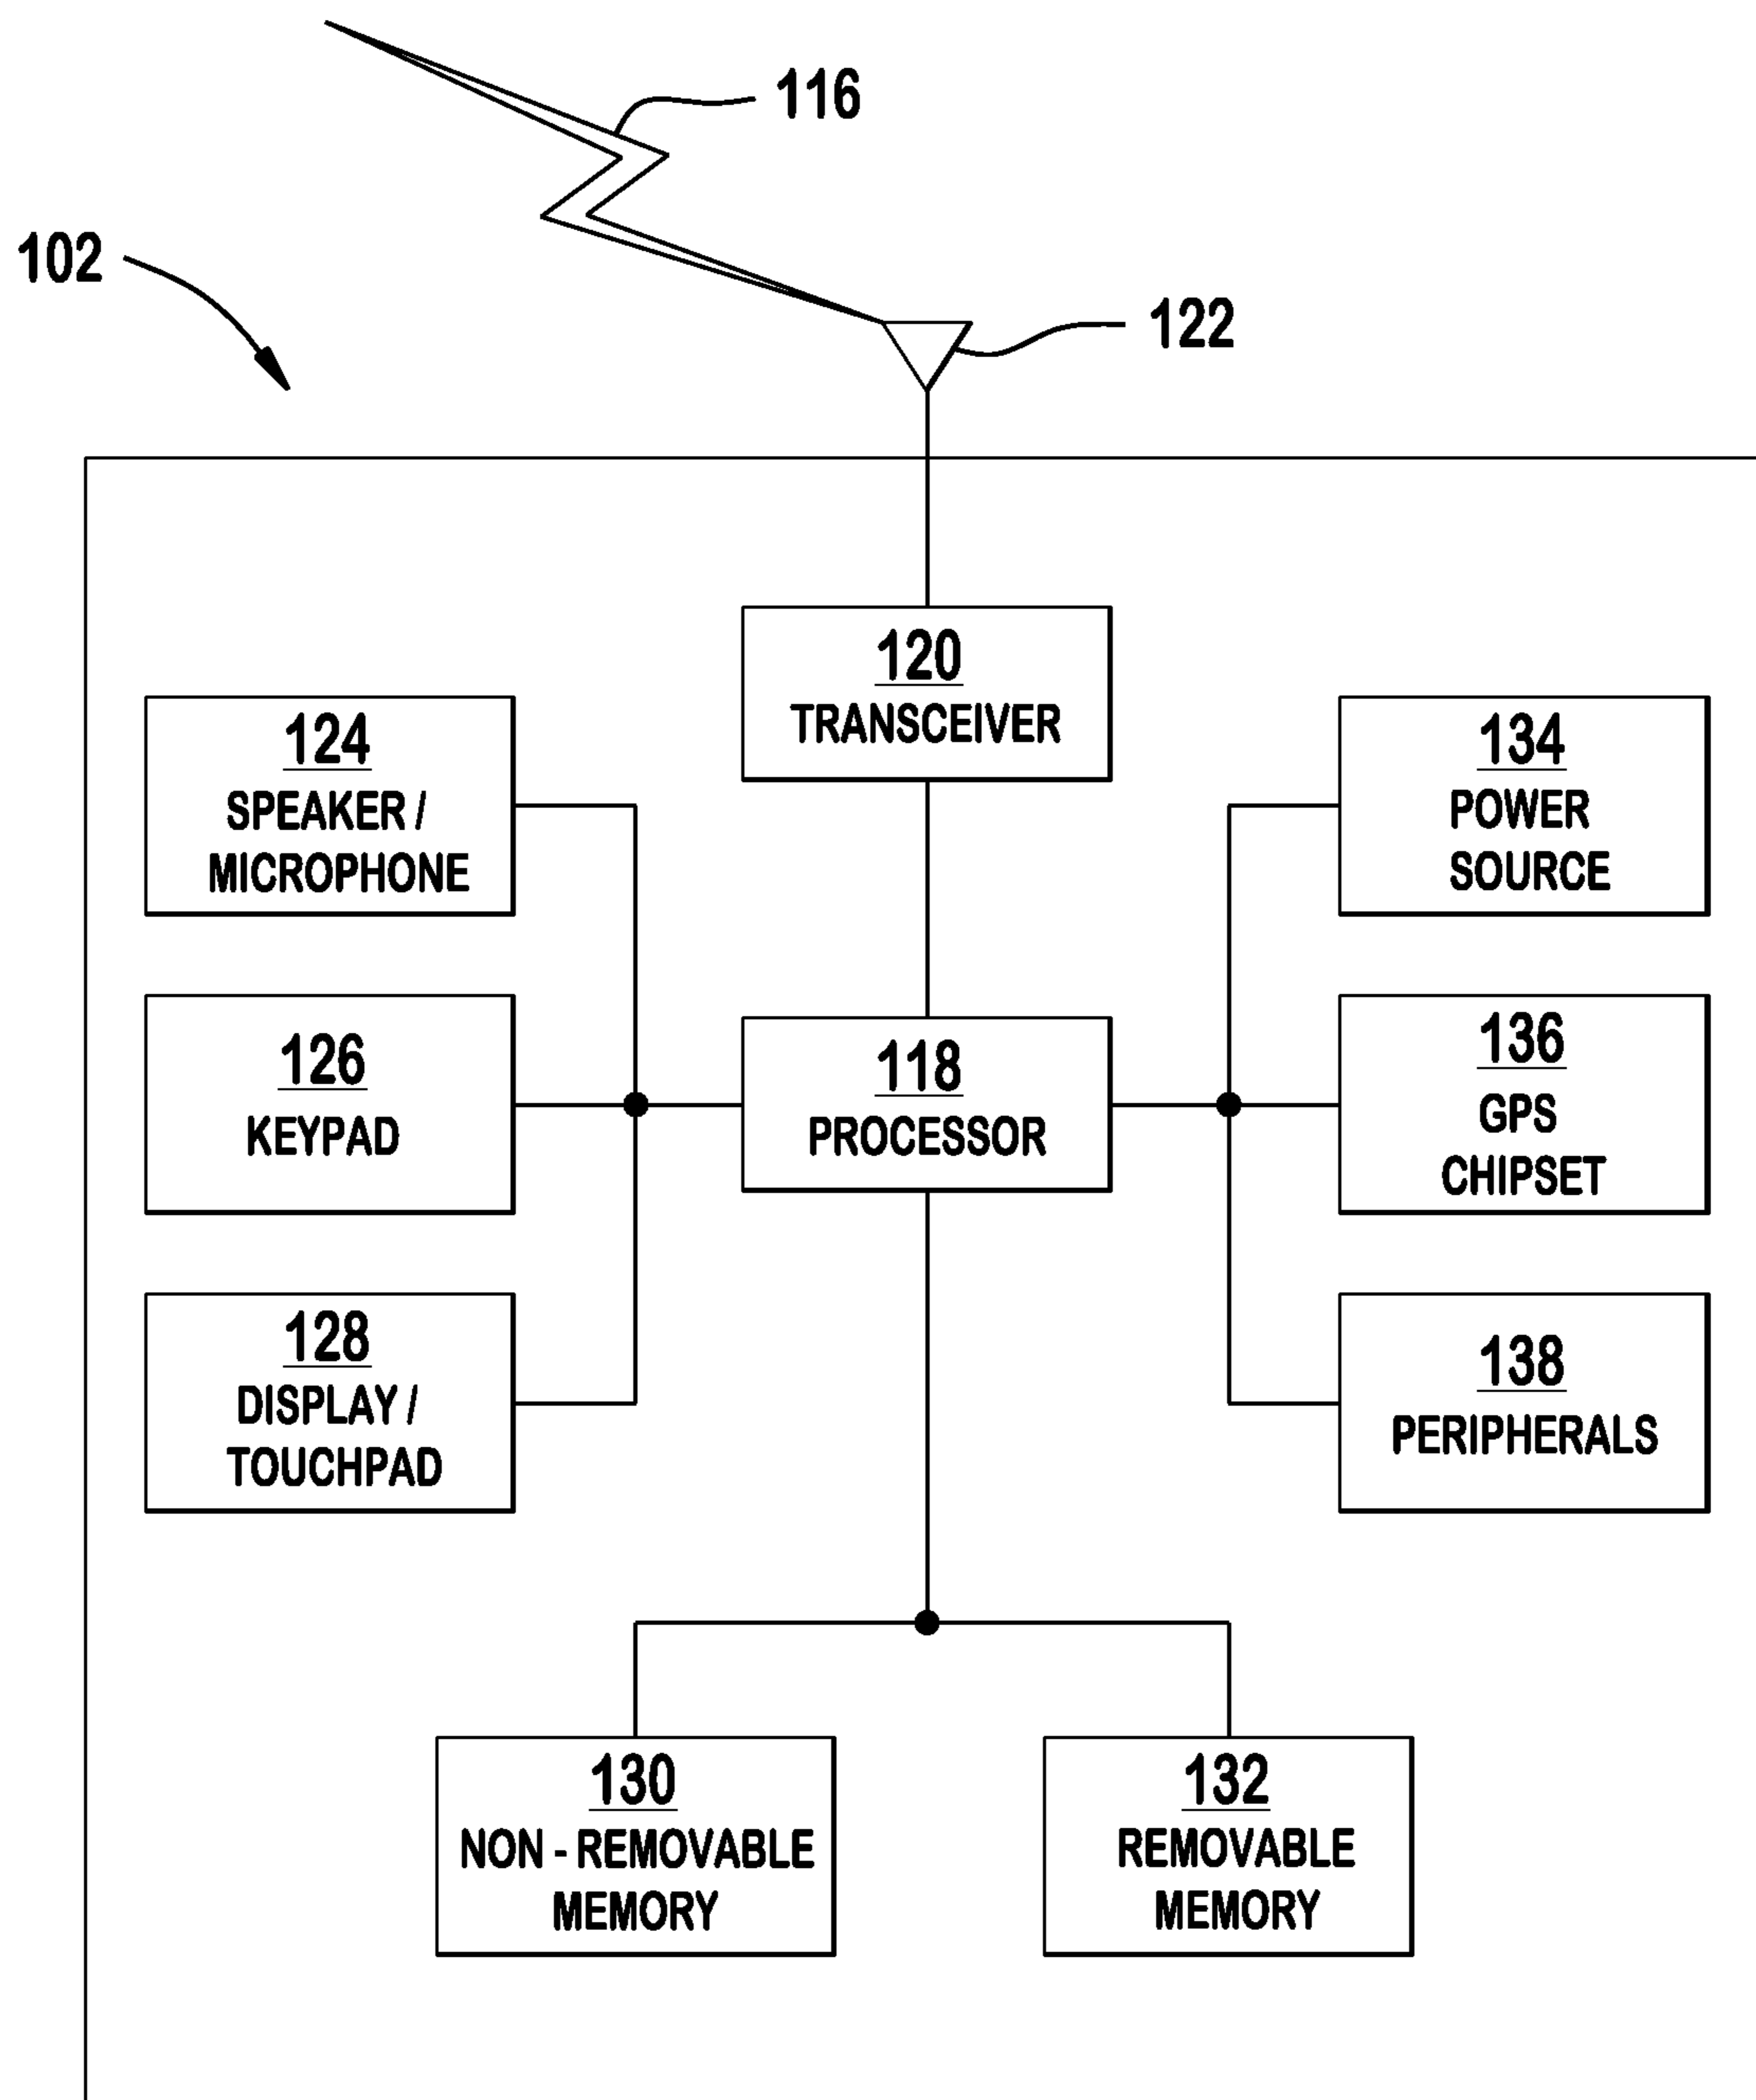 116
102
122
120
TRANSCEIVER
124
SPEAKER /
MICROPHONE
134
POWER
SOURCE
126
KEYPAD
118
PROCESSOR
136
GPS
CHIPSET
128
DISPLAY /
TOUCHPAD
138
PERIPHERALS
130
NON - REMOVABLE
MEMORY
132
REMOVABLE
MEMORY